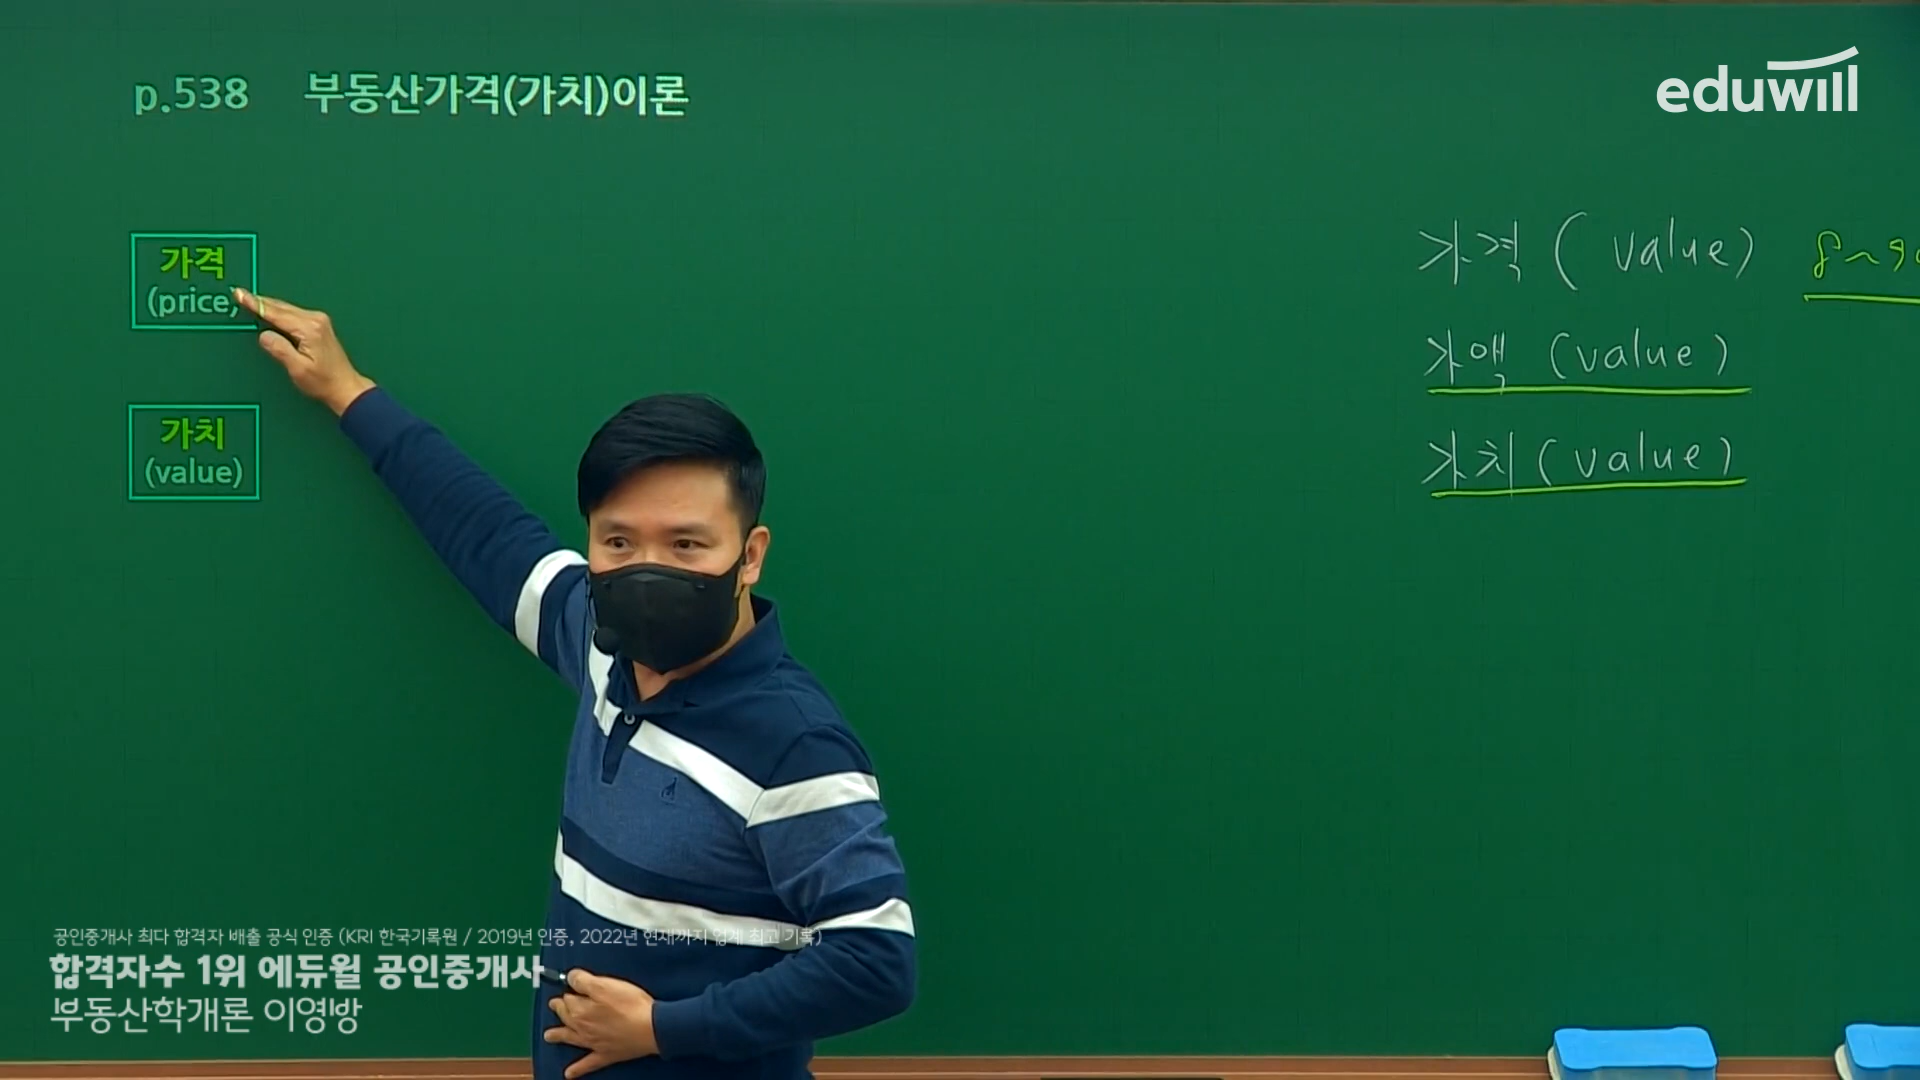 p.538 부동산가격(가치)이론
eduwill
가격
(price)
가치
(value)
가격 (value)
가액 (value)
가치 (value)
공인중개사 최다 합격자 배출 공식 인증 (KRI 한국기록원 / 2019년 인증, 2022년 현재까지 업계 최고 기록)
합격자수 1위 에듀윌 공인중개사
부동산학개론 이영방